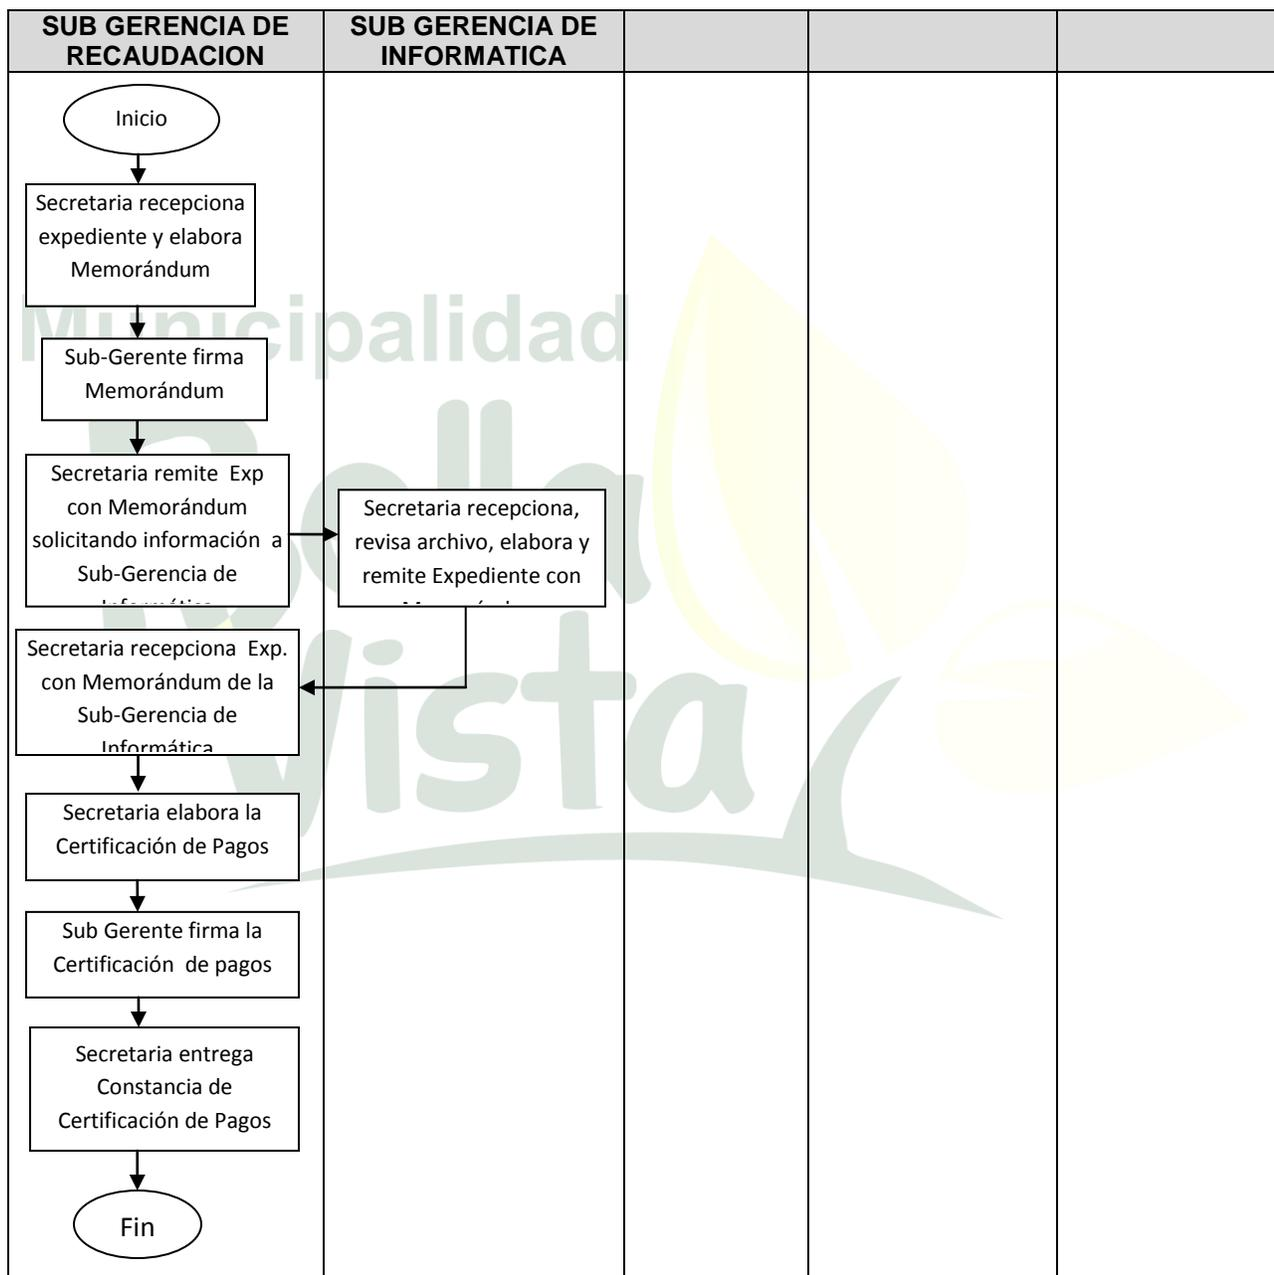 SUB GERENCIA DE
RECAUDACION
SUB GERENCIA DE
INFORMATICA
Inicio
Secretaria recepciona
expediente y elabora
Memorándum
Sub-Gerente firma
Memorándum
Secretaria remite Exp
con Memorándum
solicitando información a
Sub-Gerencia de
Informática
Secretaria recepciona,
revisa archivo, elabora y
remite Expediente con
Secretaria recepciona Exp.
con Memorándum de la
Sub-Gerencia de
Informática
Secretaria elabora la
Certificación de Pagos
Sub Gerente firma la
Certificación de pagos
Secretaria entrega
Constancia de
Certificación de Pagos
Fin
Municipalidad
Bella
Vista